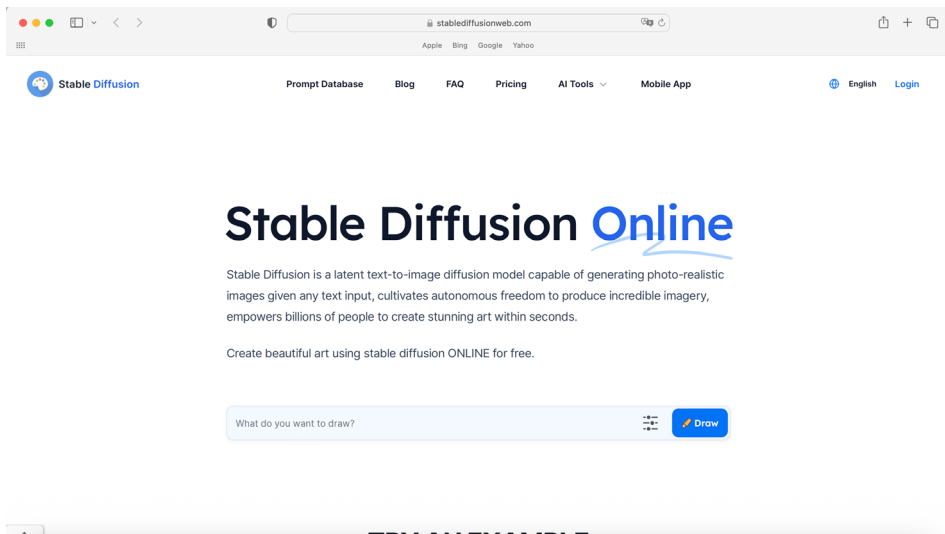 stablediffusionweb.com
Apple Bing Google Yahoo
Stable Diffusion
Prompt Database Blog FAQ Pricing AI Tools Mobile App English Login
Stable Diffusion Online
Stable Diffusion is a latent text-to-image diffusion model capable of generating photo-realistic
images given any text input, cultivates autonomous freedom to produce incredible imagery,
empowers billions of people to create stunning art within seconds.
Create beautiful art using stable diffusion ONLINE for free.
What do you want to draw? Draw
TRY AN EXAMPLE